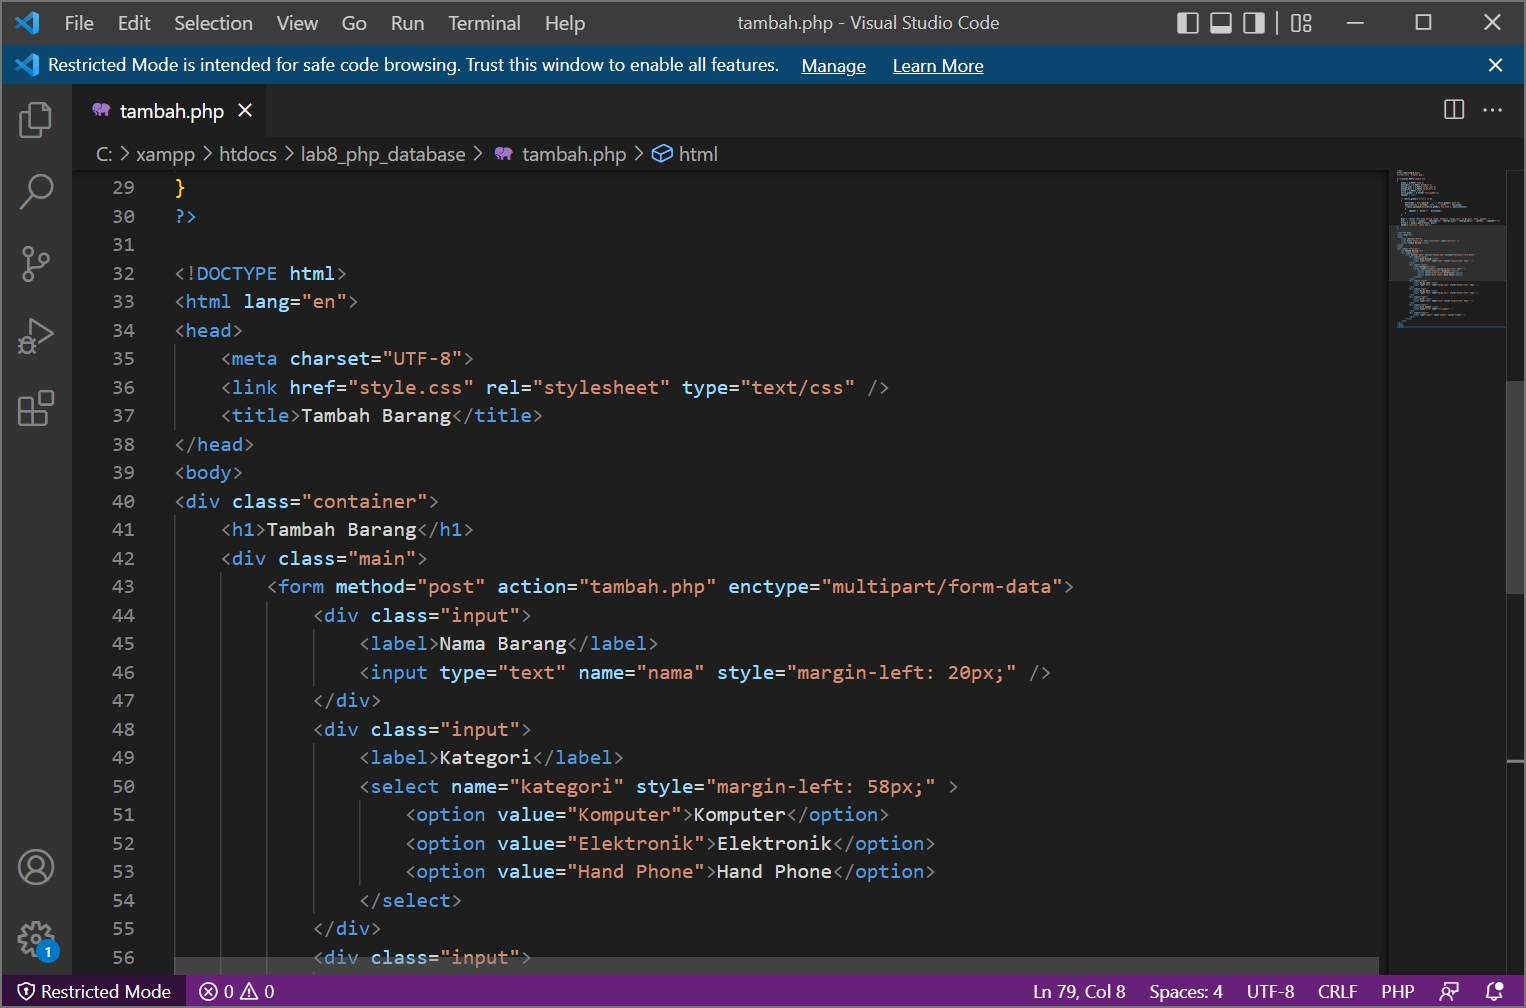 File Edit Selection View Go Run Terminal Help tambah.php - Visual Studio Code
Restricted Mode is intended for safe code browsing. Trust this window to enable all features. Manage Learn More
tambah.php
C: > xampp > htdocs > lab8_php_database > tambah.php > html
29 }
30 ?>
31
32 <!DOCTYPE html>
33 <html lang="en">
34 <head>
35     <meta charset="UTF-8">
36     <link href="style.css" rel="stylesheet" type="text/css" />
37     <title>Tambah Barang</title>
38 </head>
39 <body>
40 <div class="container">
41     <h1>Tambah Barang</h1>
42     <div class="main">
43         <form method="post" action="tambah.php" enctype="multipart/form-data">
44             <div class="input">
45                 <label>Nama Barang</label>
46                 <input type="text" name="nama" style="margin-left: 20px;" />
47             </div>
48             <div class="input">
49                 <label>Kategori</label>
50                 <select name="kategori" style="margin-left: 58px;" >
51                     <option value="Komputer">Komputer</option>
52                     <option value="Elektronik">Elektronik</option>
53                     <option value="Hand Phone">Hand Phone</option>
54                 </select>
55             </div>
56             <div class="input">
1
Restricted Mode 0 0 Ln 79, Col 8 Spaces: 4 UTF-8 CRLF PHP